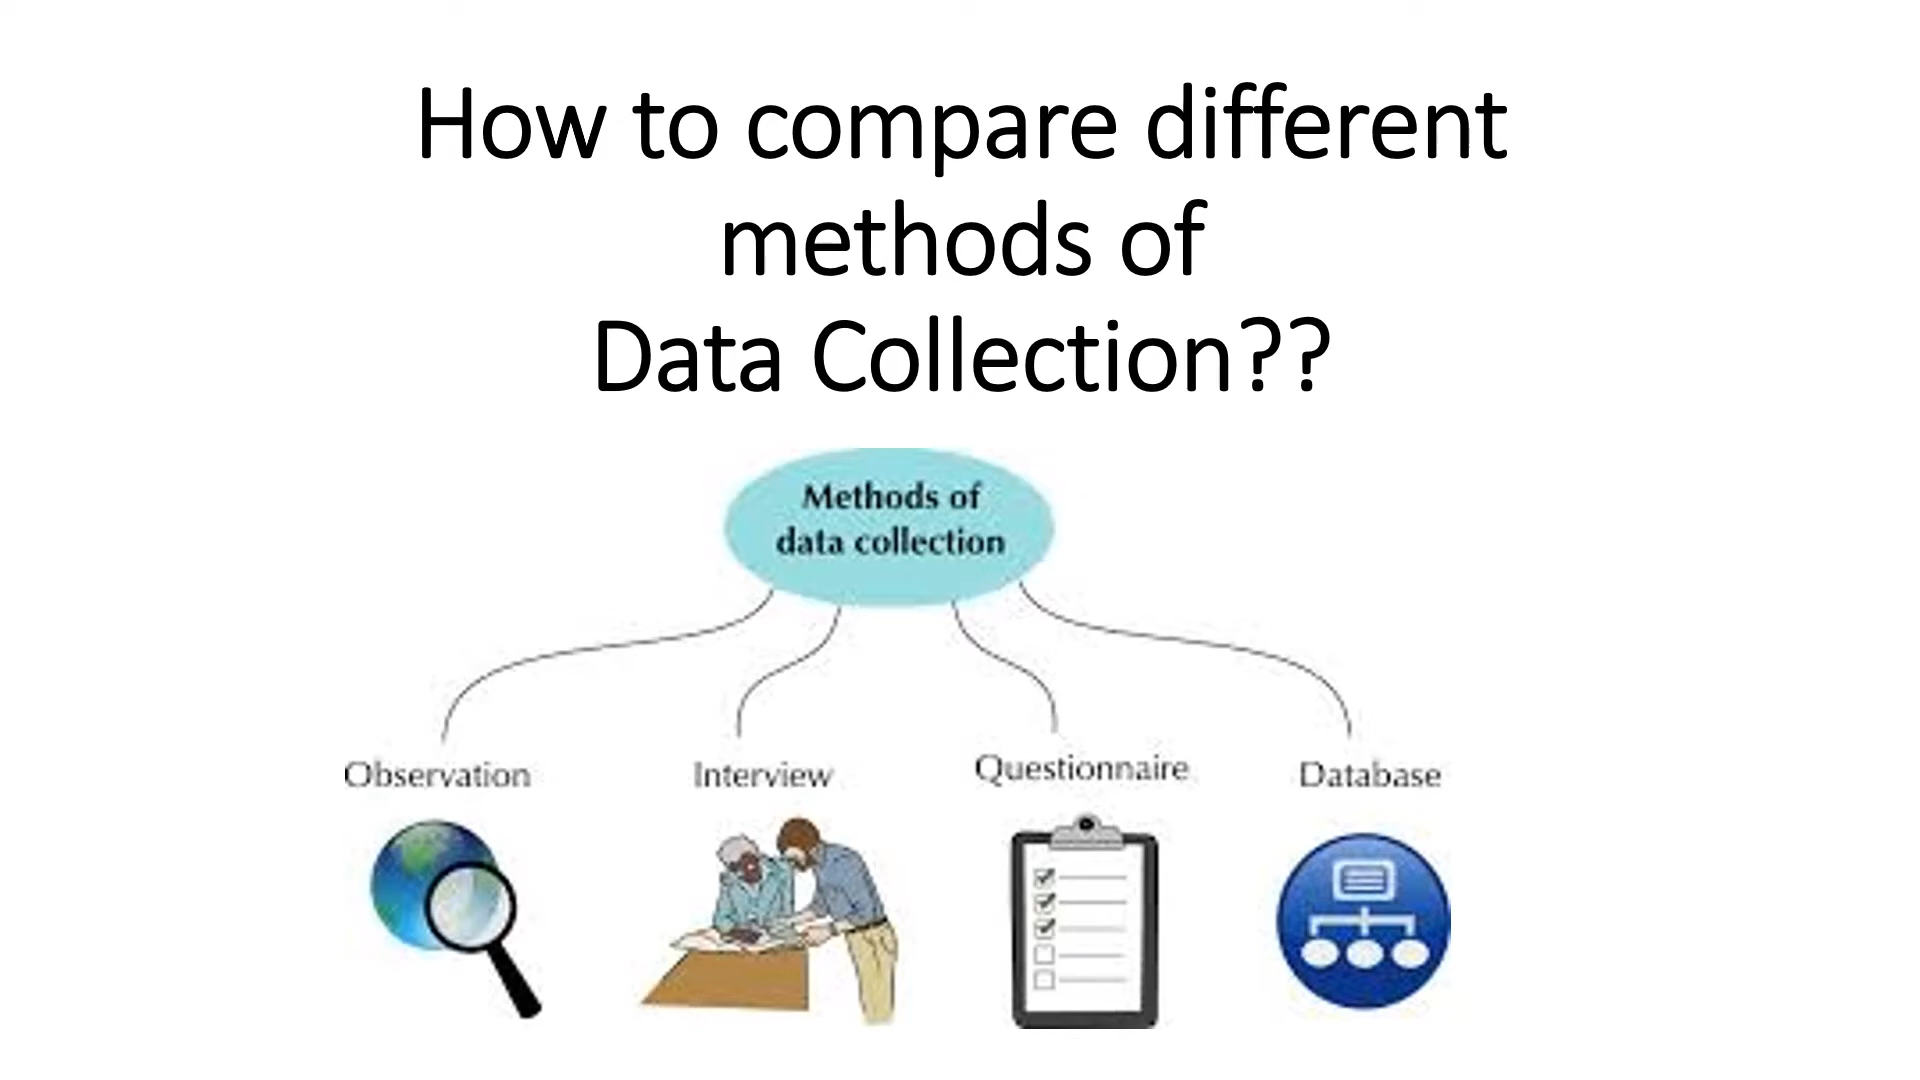 How to compare different
methods of
Data Collection??
Methods of
data collection
Observation
Interview
Questionnaire
Database